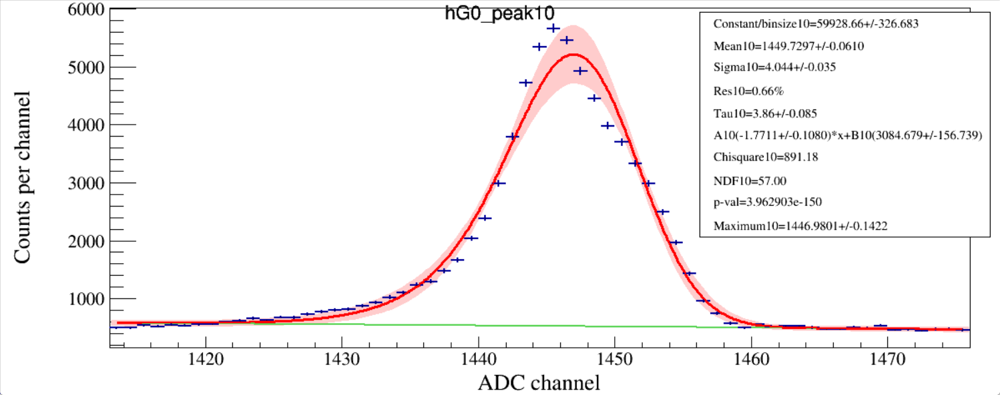 hG0_peak10
6000
5000
4000
3000
2000
1000
Counts per channel
1420 1430 1440 1450 1460 1470
ADC channel
Constant/binsize10=59928.66+/-326.683
Mean10=1449.7297+/-0.0610
Sigma10=4.044+/-0.035
Res10=0.66%
Tau10=3.86+/-0.085
A10(-1.7711+/-0.1080)*x+B10(3084.679+/-156.739)
Chisquare10=891.18
NDF10=57.00
p-val=3.962903e-150
Maximum10=1446.9801+/-0.1422